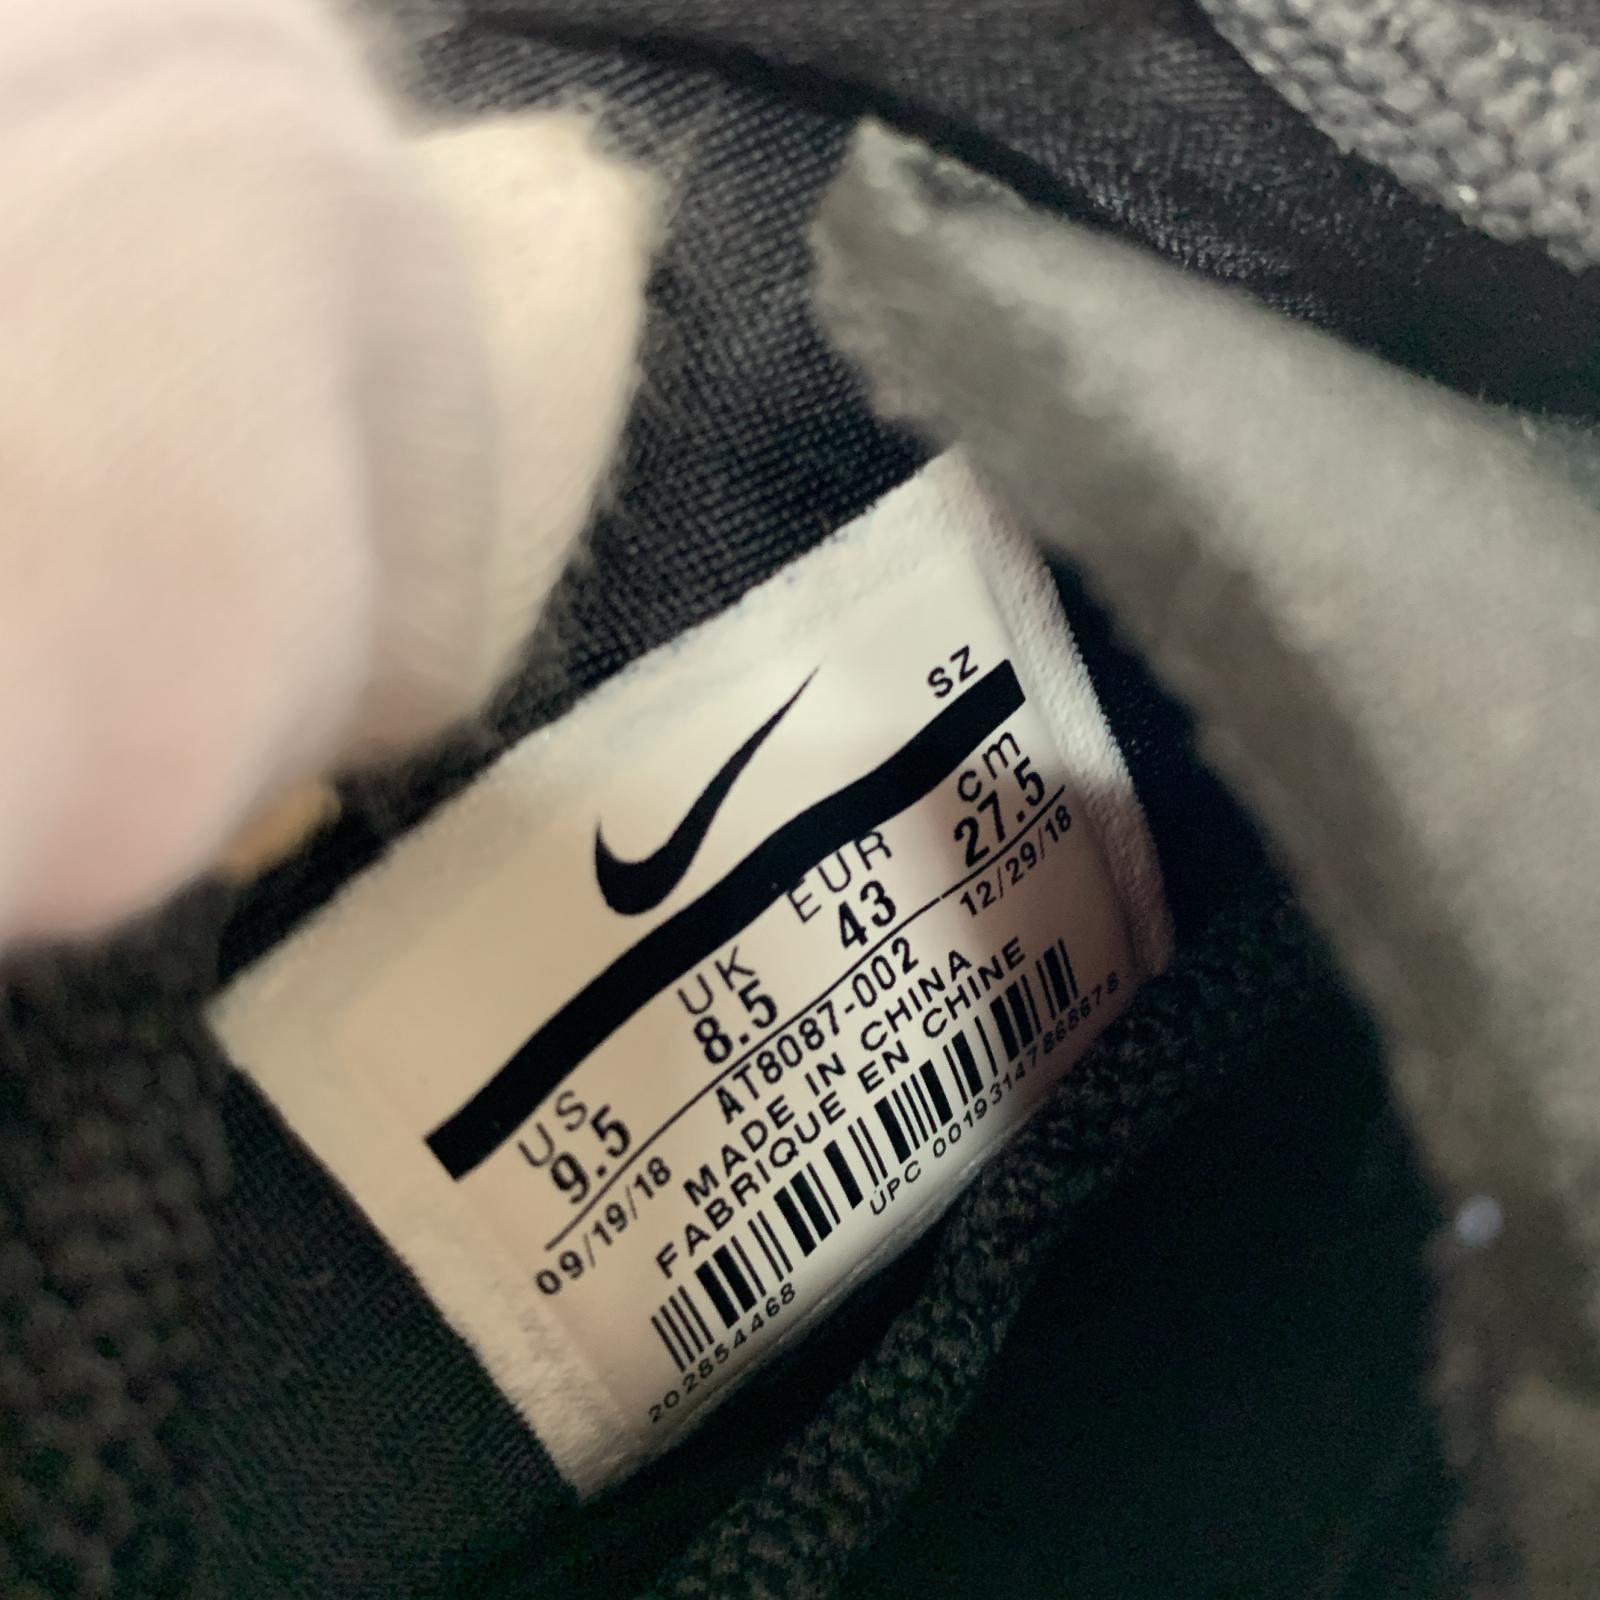 SZ
US UK EUR cm
9.5 8.5 43 27.5
09/19/18 AT8087-002 12/29/18
MADE IN CHINA
FABRIQUE EN CHINE
UPC 00193147868678
2028544468